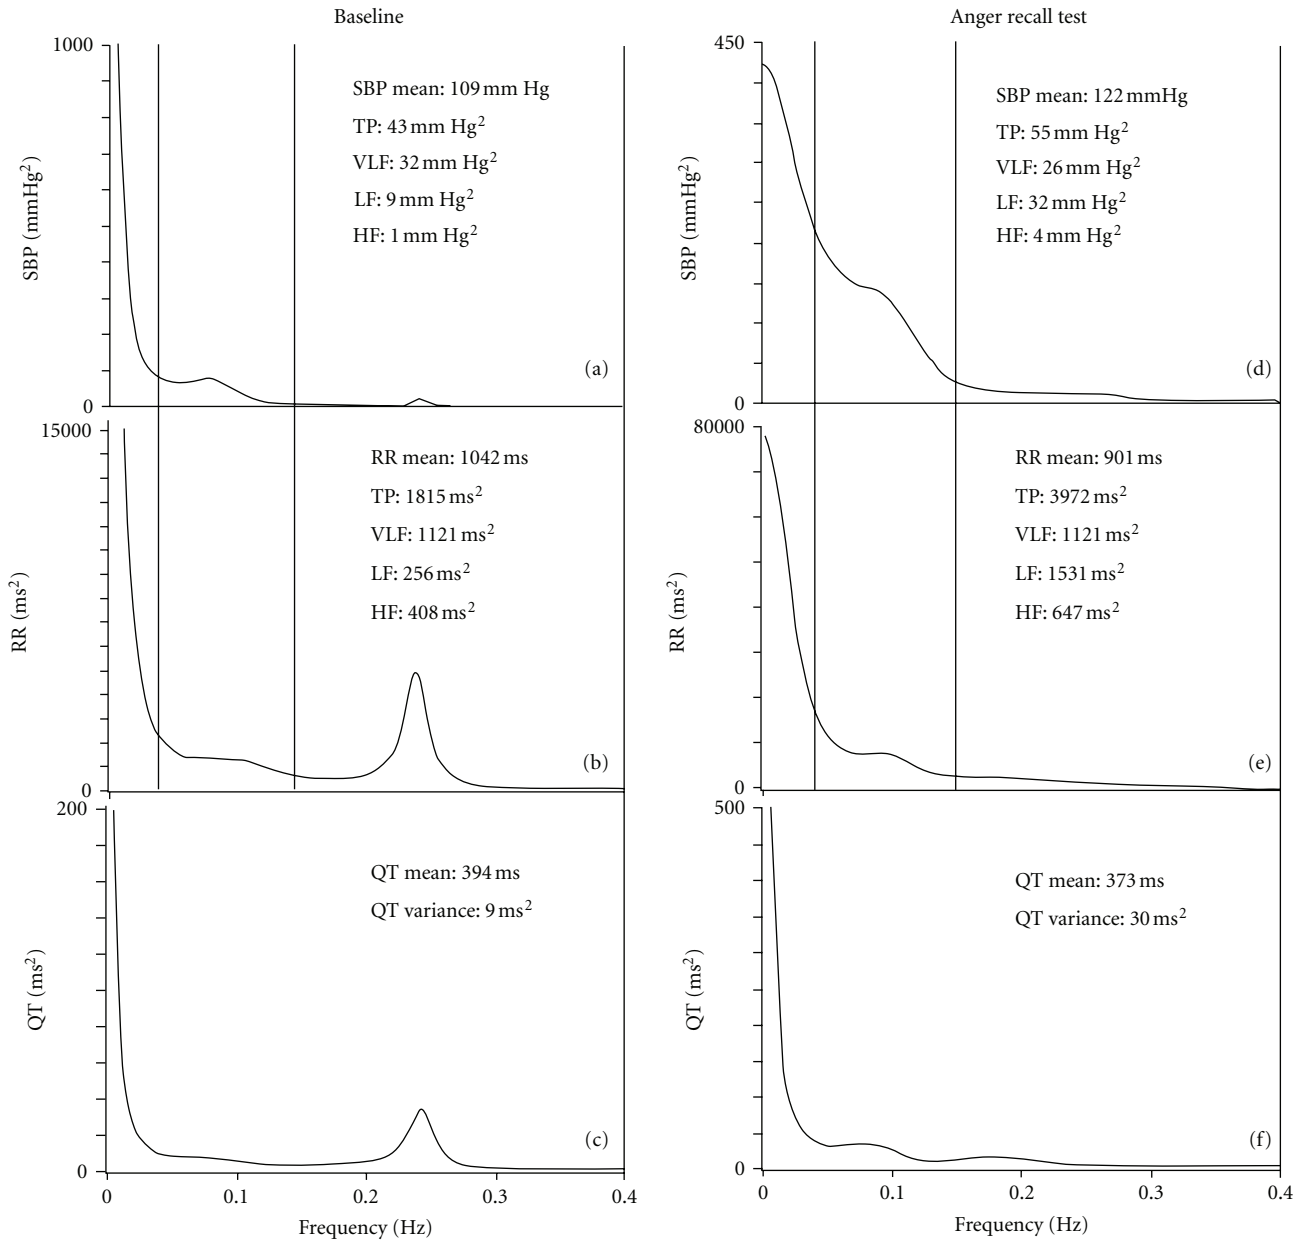 Baseline
1000
0
SBP (mmHg²)
SBP mean: 109 mm Hg
TP: 43 mm Hg²
VLF: 32 mm Hg²
LF: 9 mm Hg²
HF: 1 mm Hg²
(a)
15000
0
RR (ms²)
RR mean: 1042 ms
TP: 1815 ms²
VLF: 1121 ms²
LF: 256 ms²
HF: 408 ms²
(b)
200
0
QT (ms²)
QT mean: 394 ms
QT variance: 9 ms²
(c)
0 0.1 0.2 0.3 0.4
Frequency (Hz)
Anger recall test
450
0
SBP (mmHg²)
SBP mean: 122 mmHg
TP: 55 mm Hg²
VLF: 26 mm Hg²
LF: 32 mm Hg²
HF: 4 mm Hg²
(d)
80000
0
RR (ms²)
RR mean: 901 ms
TP: 3972 ms²
VLF: 1121 ms²
LF: 1531 ms²
HF: 647 ms²
(e)
500
0
QT (ms²)
QT mean: 373 ms
QT variance: 30 ms²
(f)
0 0.1 0.2 0.3 0.4
Frequency (Hz)